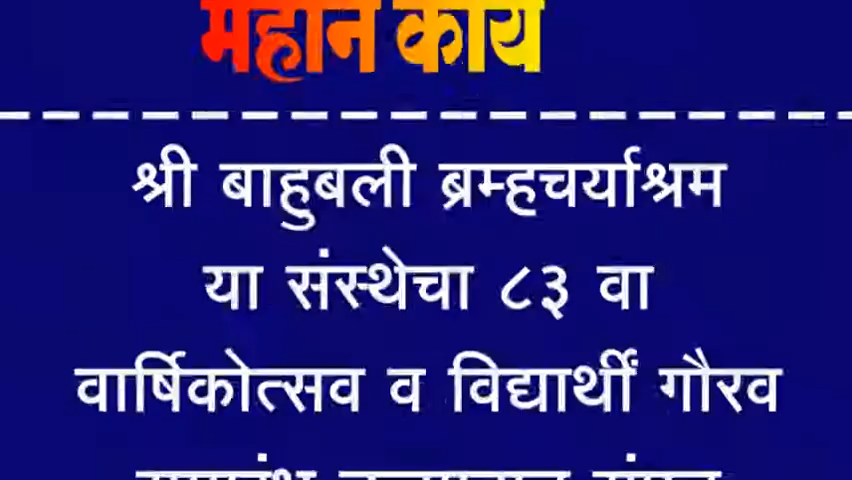 महान कार्य
श्री बाहुबली ब्रम्हचर्याश्रम
या संस्थेचा ८३ वा
वार्षिकोत्सव व विद्यार्थीं गौरव